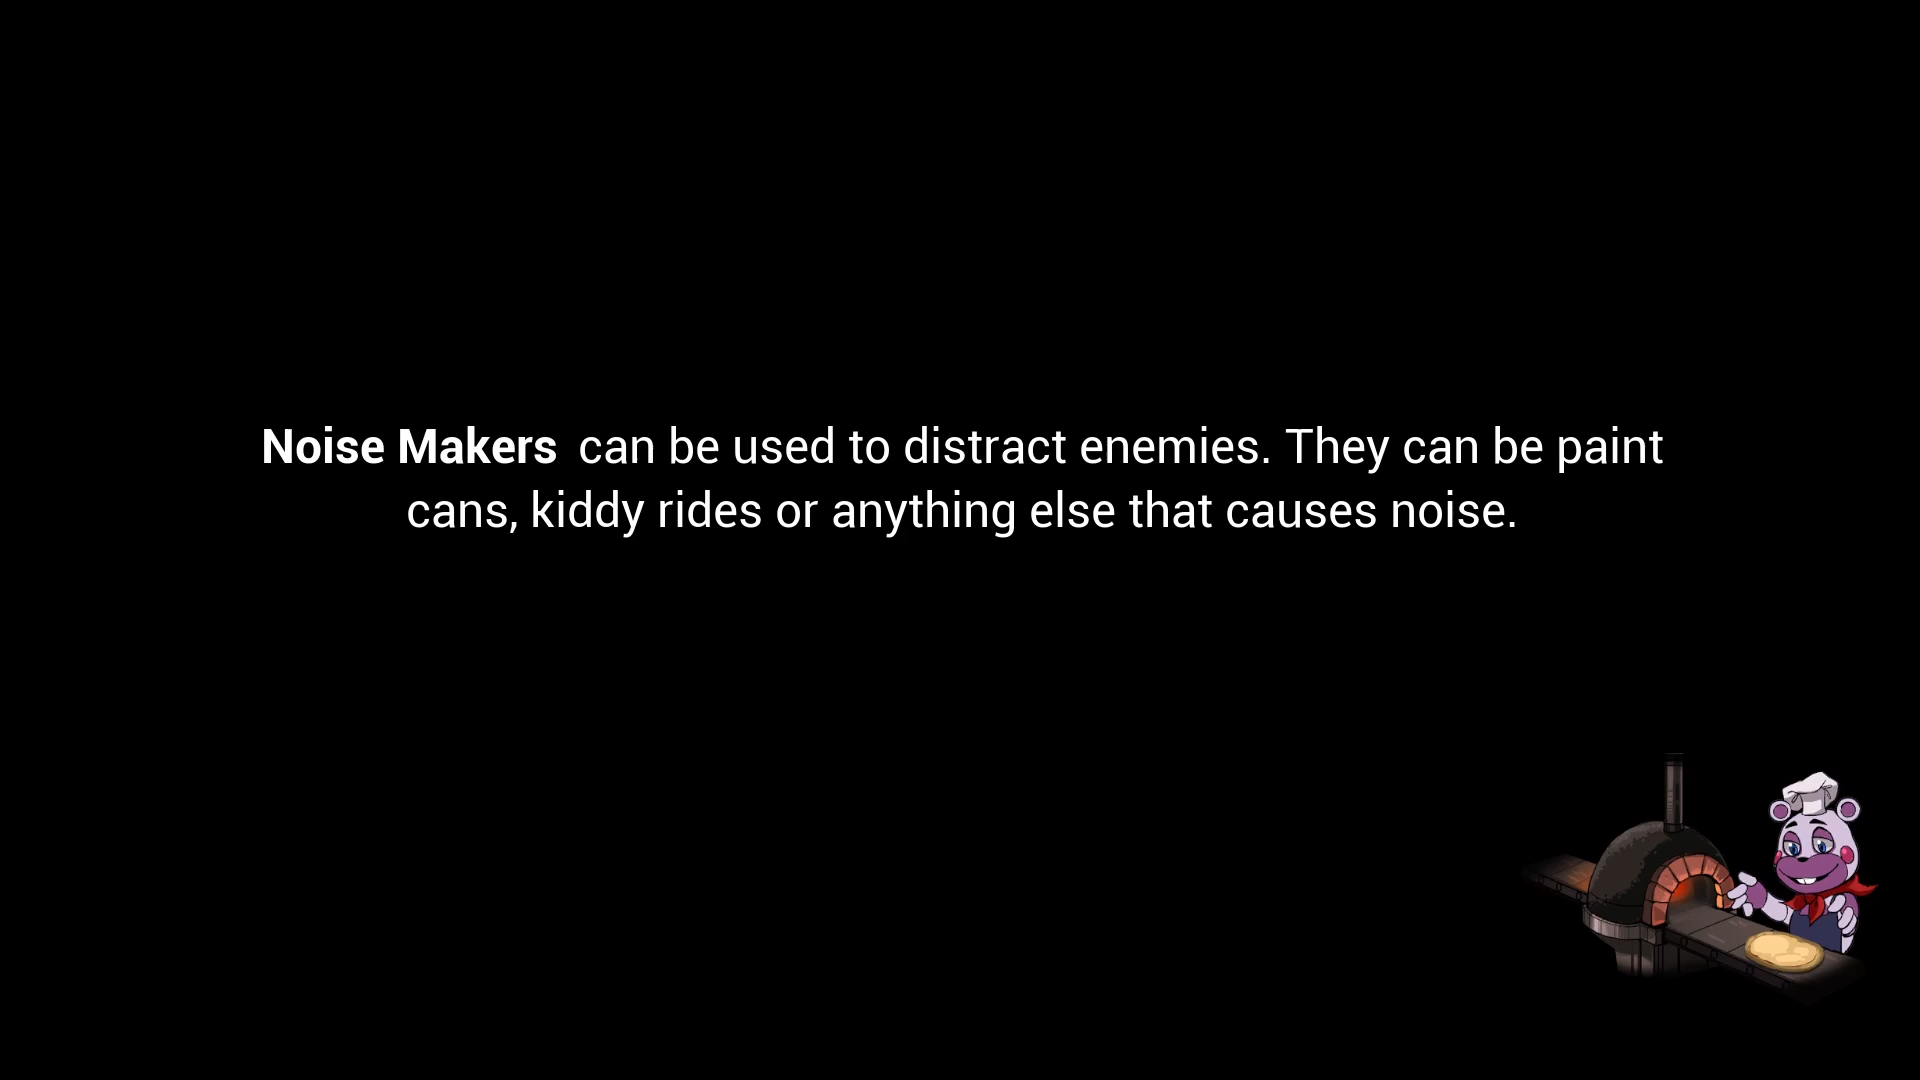 Noise Makers can be used to distract enemies. They can be paint
cans, kiddy rides or anything else that causes noise.